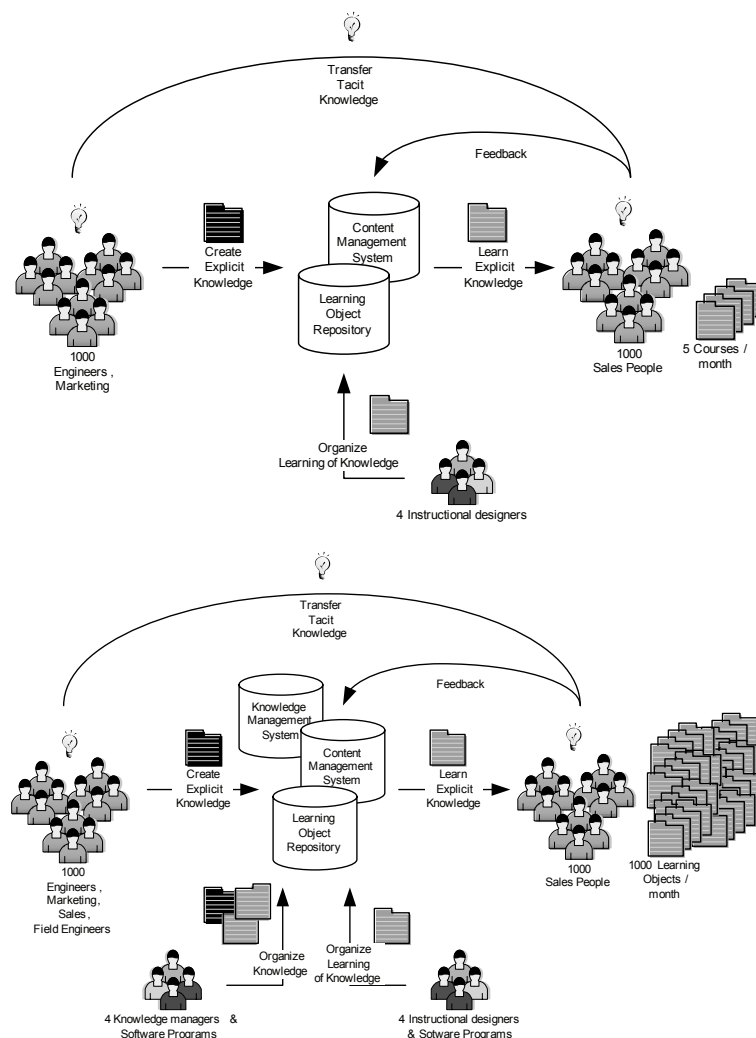 Transfer
Tacit
Knowledge
Feedback
Create
Explicit
Knowledge
Content
Management
System
Learning
Object
Repository
Learn
Explicit
Knowledge
1000
Engineers ,
Marketing
1000
Sales People
5 Courses /
month
Organize
Learning of Knowledge
4 Instructional designers
Transfer
Tacit
Knowledge
Feedback
Knowledge
Management
System
Create
Explicit
Knowledge
Content
Management
System
Learning
Object
Repository
Learn
Explicit
Knowledge
1000
Engineers ,
Marketing,
Sales ,
Field Engineers
1000
Sales People
1000 Learning
Objects /
month
Organize
Knowledge
Organize
Learning
of Knowledge
4 Knowledge managers &
Software Programs
4 Instructional designers
& Sotware Programs